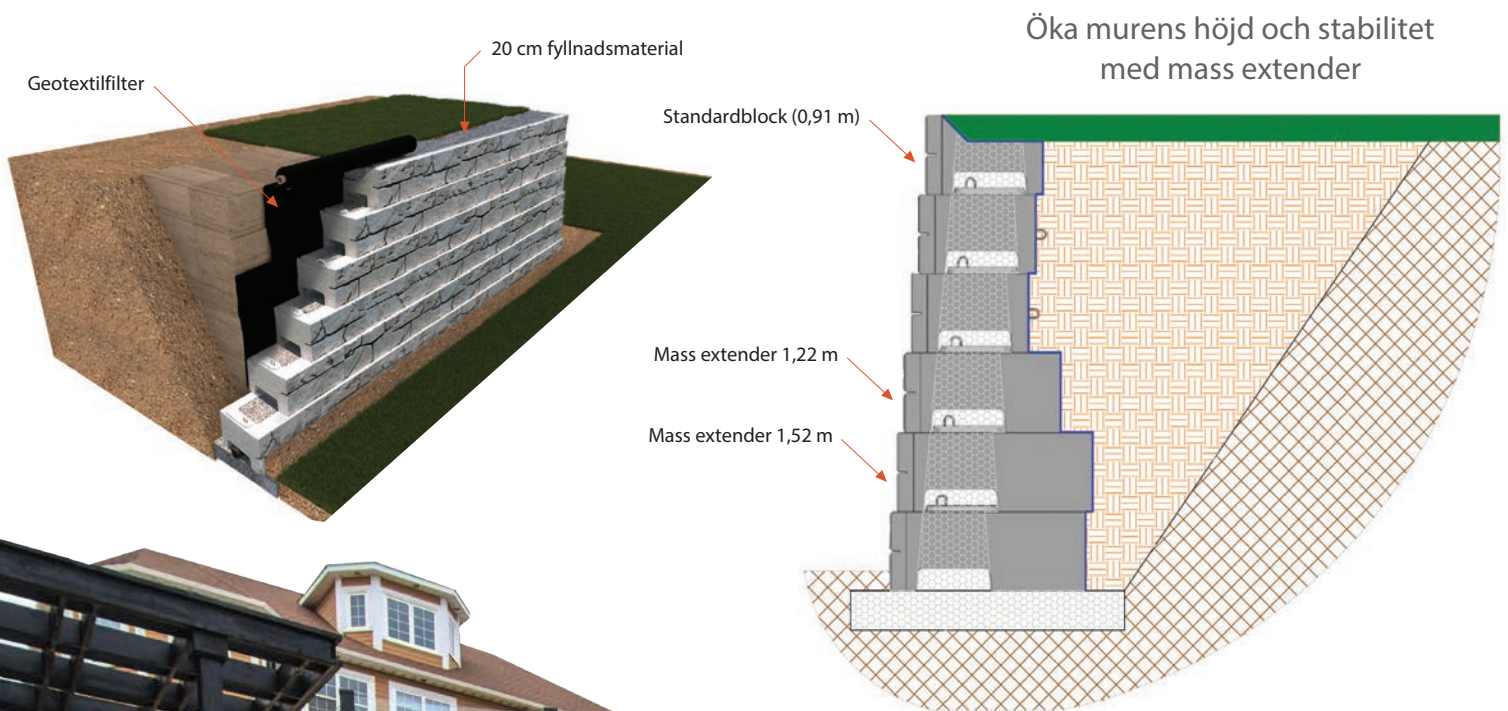 20 cm fyllnadsmaterial
Geotextilfilter
Öka murens höjd och stabilitet
med mass extender
Standardblock (0,91 m)
Mass extender 1,22 m
Mass extender 1,52 m